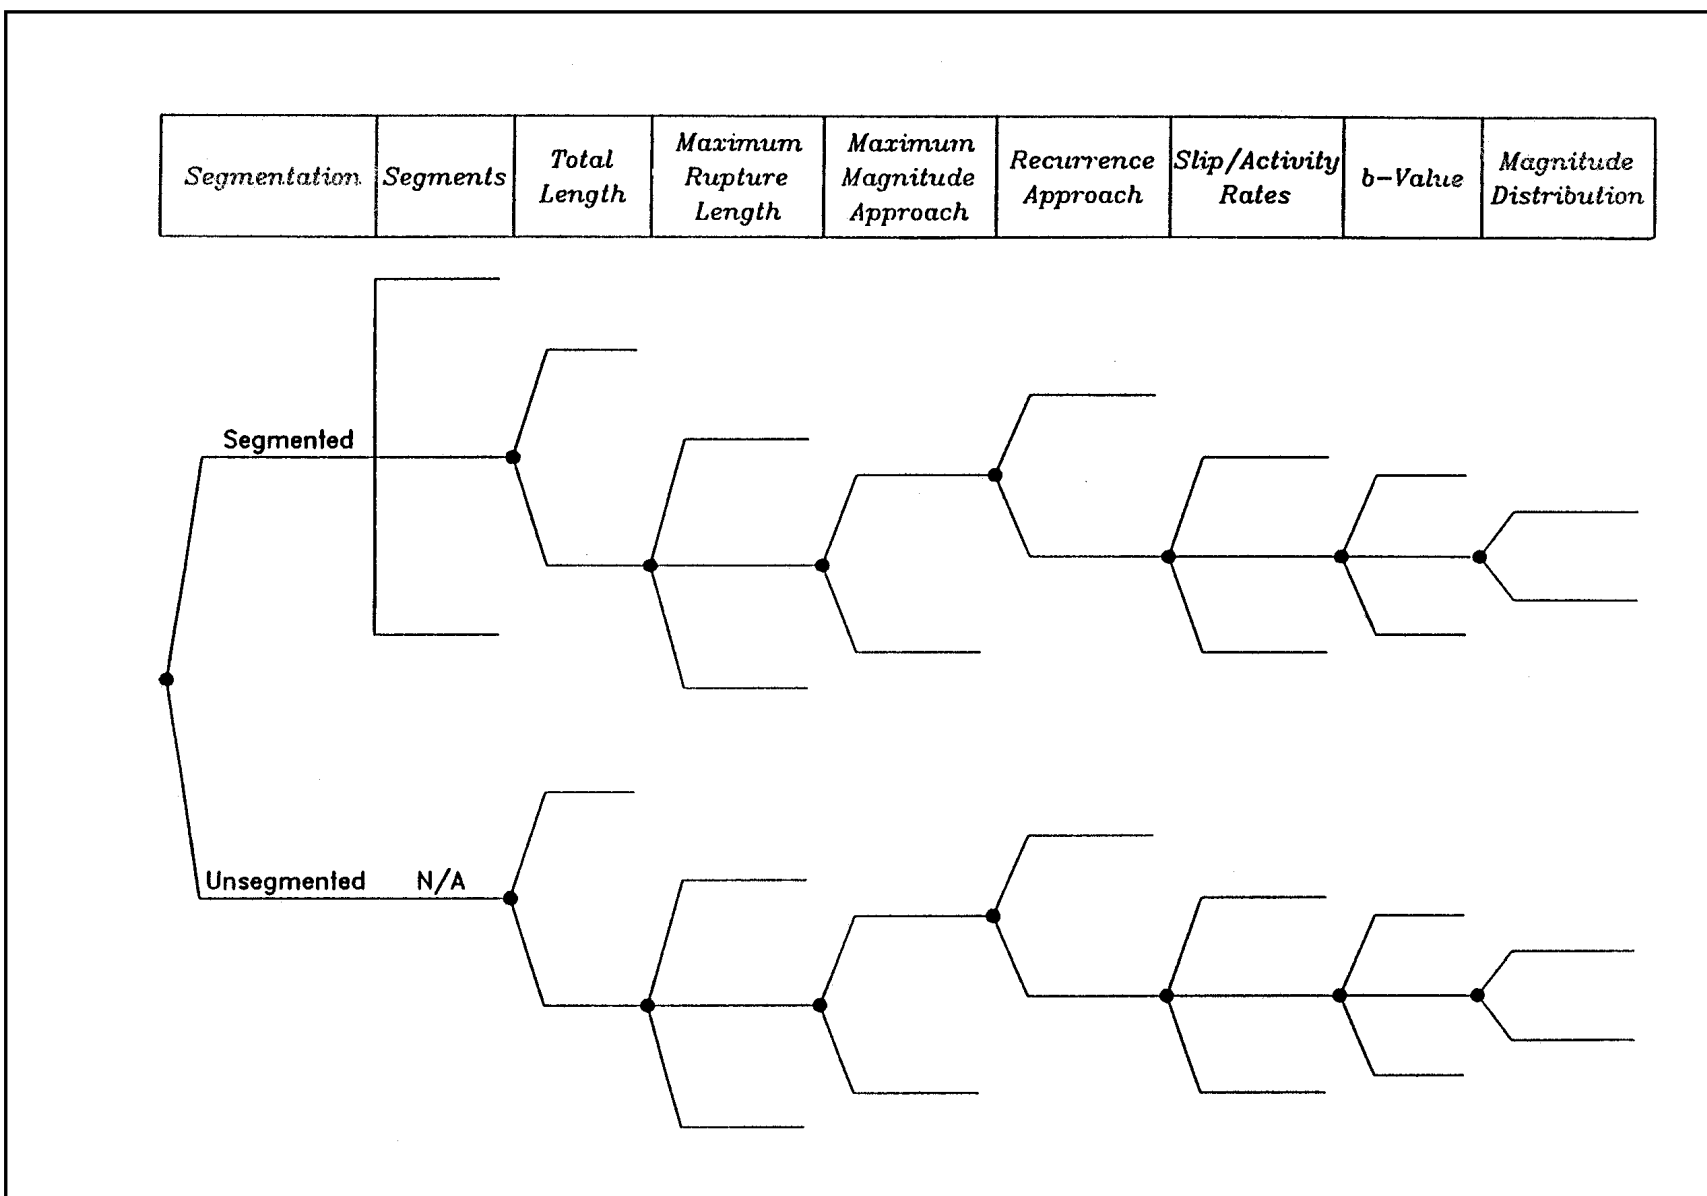 Segmentation
Segments
Total
Length
Maximum
Rupture
Length
Maximum
Magnitude
Approach
Recurrence
Approach
Slip/Activity
Rates
b-Value
Magnitude
Distribution
Segmented
Unsegmented N/A